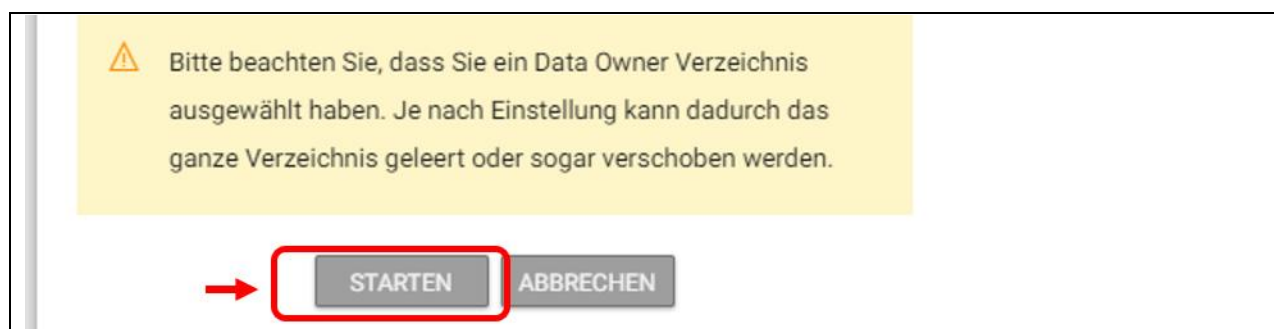 Bitte beachten Sie, dass Sie ein Data Owner Verzeichnis
ausgewählt haben. Je nach Einstellung kann dadurch das
ganze Verzeichnis geleert oder sogar verschoben werden.
STARTEN ABBRECHEN